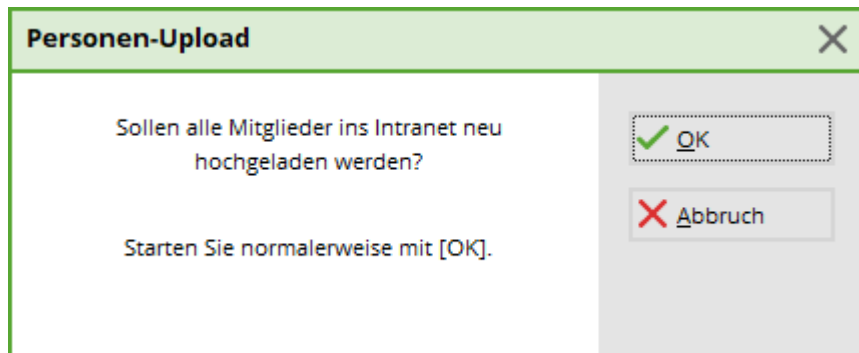 Personen-Upload
Sollen alle Mitglieder ins Intranet neu
hochgeladen werden?
Starten Sie normalerweise mit [OK].
OK
Abbruch